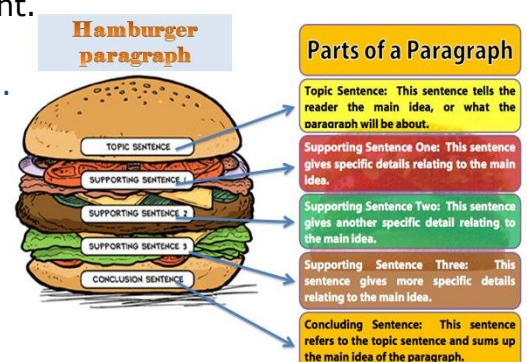 nt.
Hamburger
paragraph
.
TOPIC SENTENCE
SUPPORTING SENTENCE 1
SUPPORTING SENTENCE 2
SUPPORTING SENTENCE 3
CONCLUSION SENTENCE
Parts of a Paragraph
Topic Sentence: This sentence tells the
reader the main idea, or what the
paragraph will be about.
Supporting Sentence One: This sentence
gives specific details relating to the main
idea.
Supporting Sentence Two: This sentence
gives another specific detail relating to
the main idea.
Supporting Sentence Three: This
sentence gives more specific details
relating to the main idea.
Concluding Sentence: This sentence
refers to the topic sentence and sums up
the main idea of the paragraph.